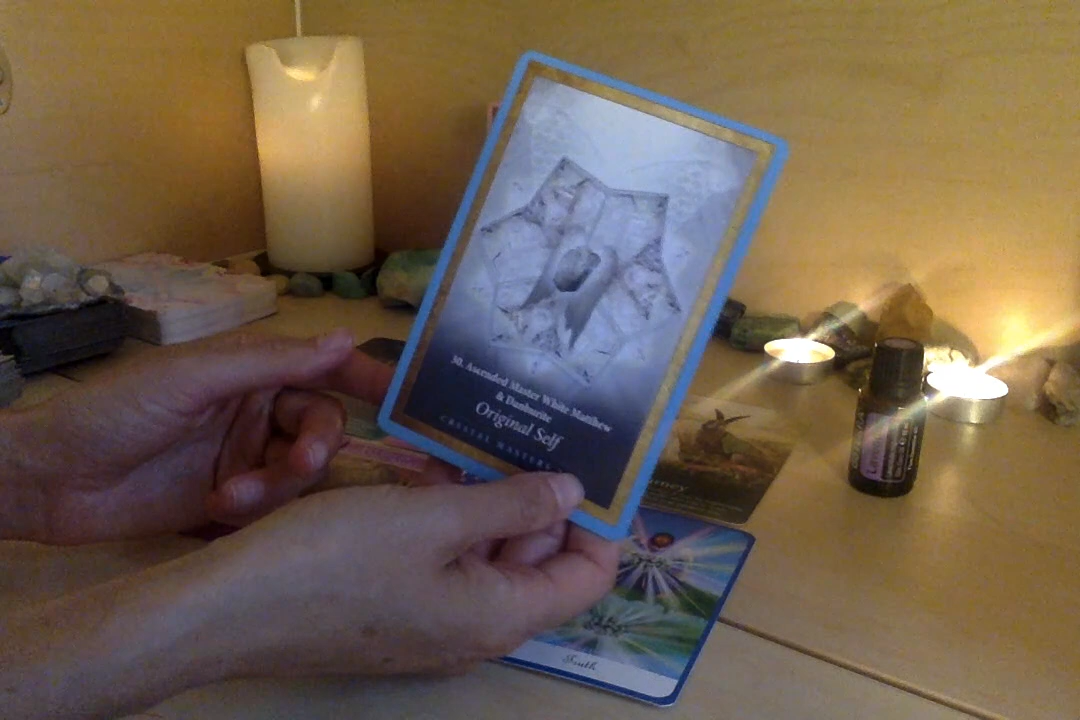 30. Ascended Master White Matthew
& Danburite
Original Self
CRYSTAL MASTERS
Truth